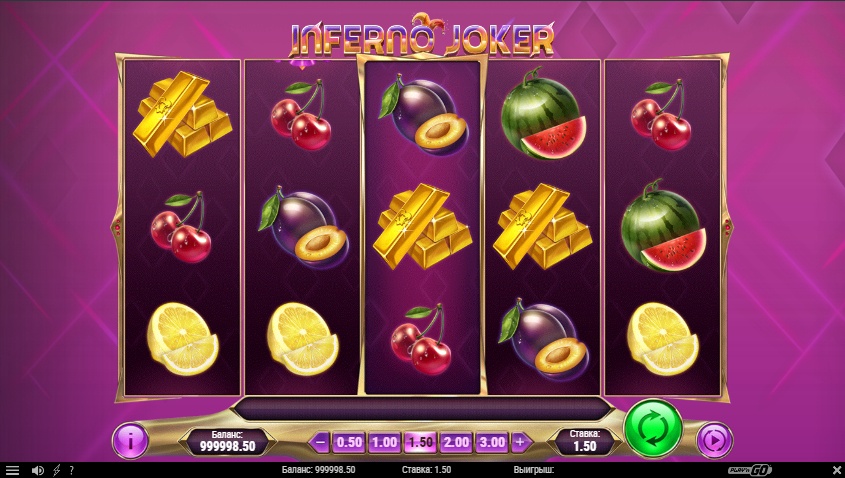 INFERNO JOKER
Баланс:
999998.50
0.50 1.00 1.50 2.00 3.00
Ставка:
1.50
Баланс: 999998.50 Ставка: 1.50 Выигрыш:
PLAY'N GO